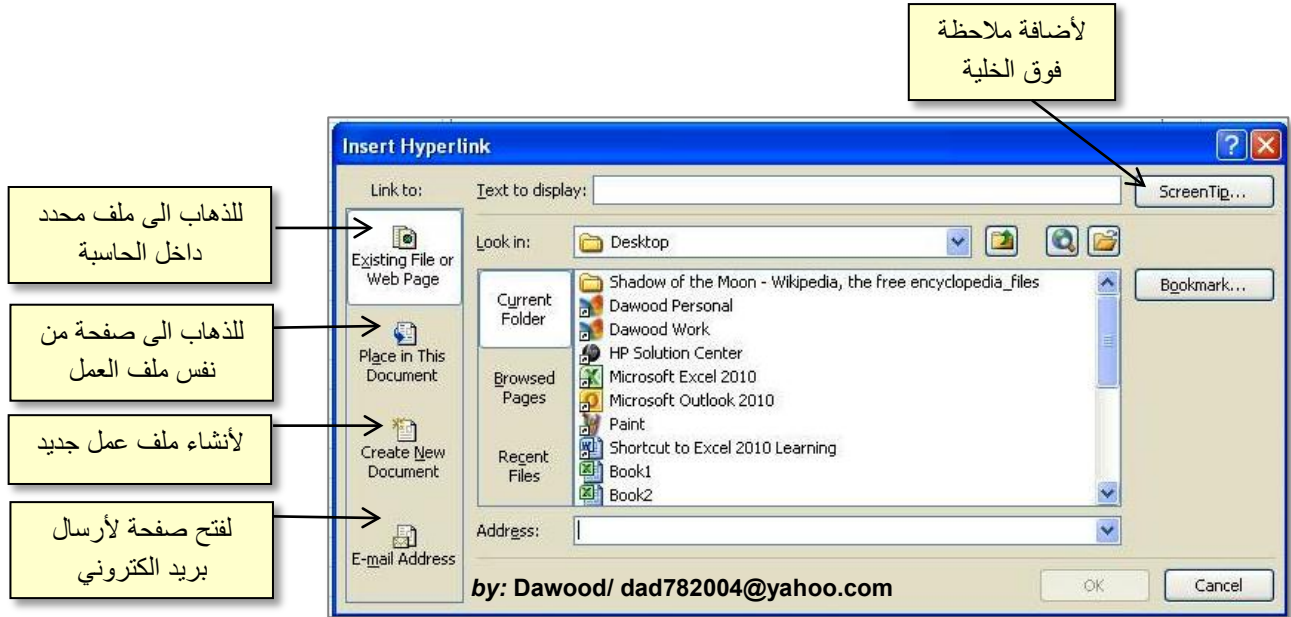 لأضافة ملاحظة
فوق الخلية
Insert Hyperlink
Link to:
Text to display:
ScreenTip...
للذهاب الى ملف محدد
داخل الحاسبة
Existing File or
Web Page
Look in:
Desktop
Bookmark...
Current
Folder
Shadow of the Moon - Wikipedia, the free encyclopedia_files
Dawood Personal
Dawood Work
HP Solution Center
Microsoft Excel 2010
Microsoft Outlook 2010
Paint
Shortcut to Excel 2010 Learning
Book1
Book2
للذهاب الى صفحة من
نفس ملف العمل
Place in This
Document
Browsed
Pages
لأنشاء ملف عمل جديد
Create New
Document
Recent
Files
لفتح صفحة لأرسال
بريد الكتروني
E-mail Address
Address:
by: Dawood/ dad782004@yahoo.com
OK
Cancel